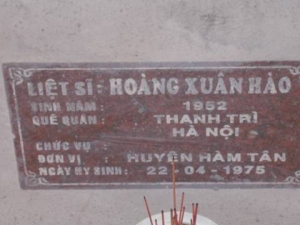 LIỆT SĨ : HOÀNG XUÂN HÀO
SINH NĂM : 1952
QUÊ QUÁN : THANH TRÌ
HÀ NỘI
CHỨC VỤ :
ĐƠN VỊ : HUYỆN HÀM TÂN
NGÀY HY SINH : 22-04-1975